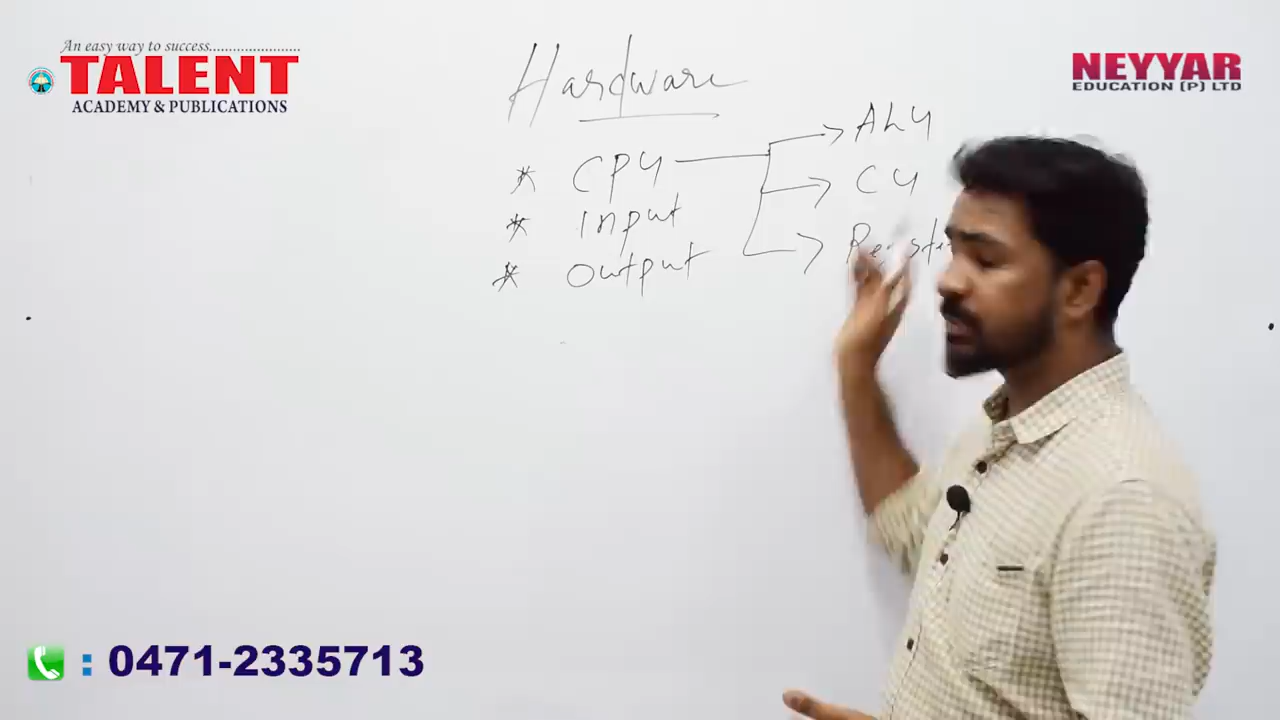 An easy way to success......................
TALENT
ACADEMY & PUBLICATIONS
NEYYAR
EDUCATION (P) LTD
Hardware
* CPU
ALU
CU
* Input
* Output
: 0471-2335713